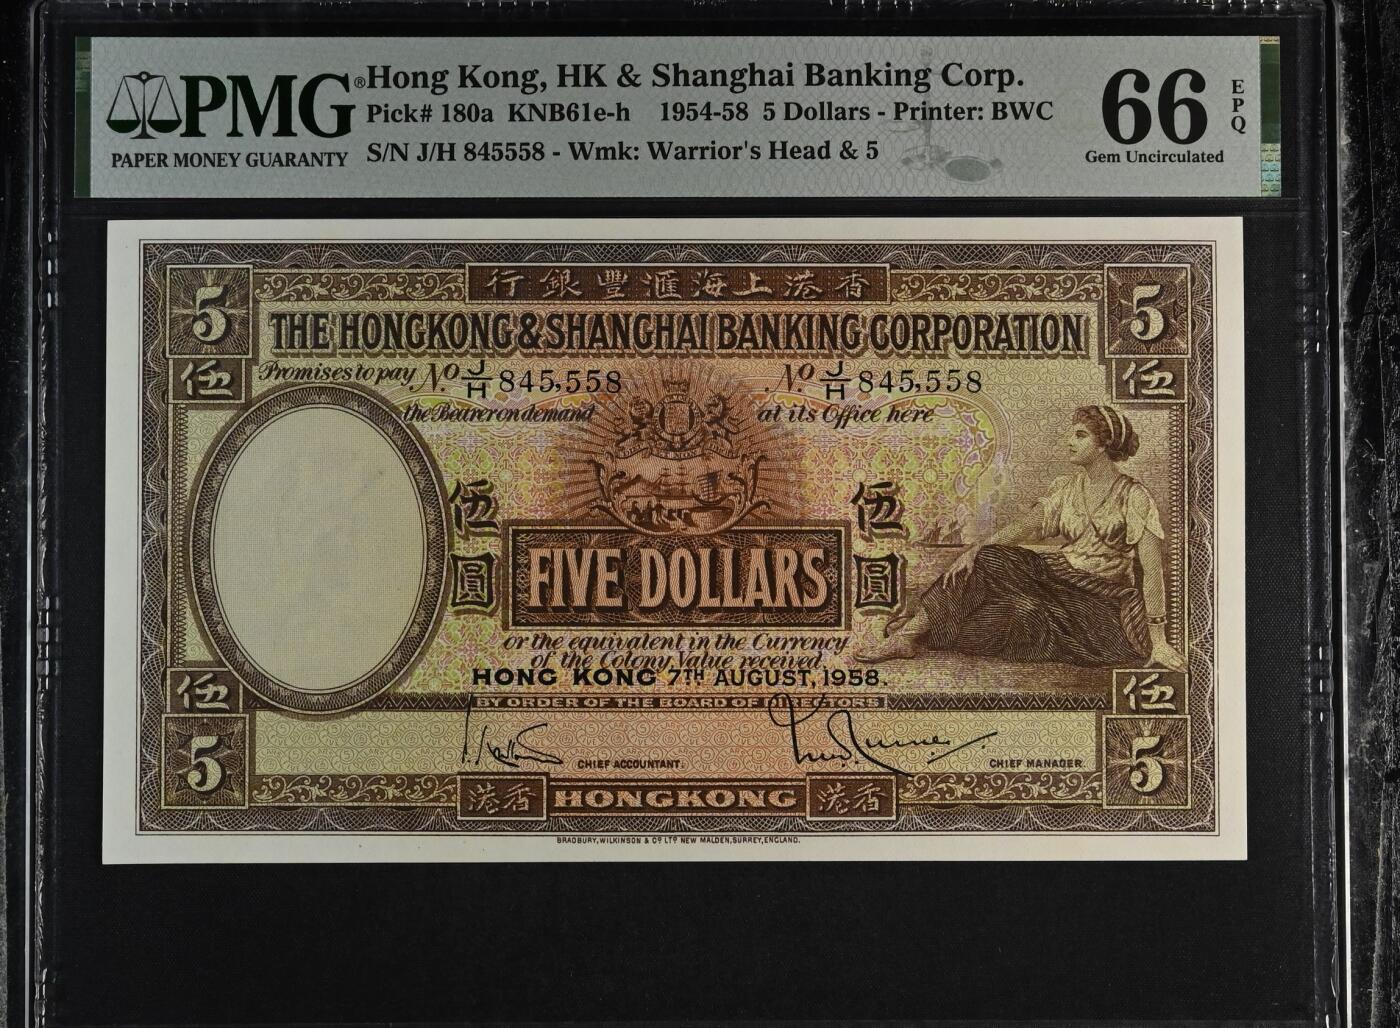 PMG®
PAPER MONEY GUARANTY
Hong Kong, HK & Shanghai Banking Corp.
Pick# 180a KNB61e-h 1954-58 5 Dollars - Printer: BWC
S/N J/H 845558 - Wmk: Warrior's Head & 5
66 EPQ
Gem Uncirculated
行銀豐滙海上港香
5 5
THE HONGKONG & SHANGHAI BANKING CORPORATION
伍 伍
Promises to pay No. J/H 845,558 No. J/H 845,558
the Bearer on demand at its Office here
伍圓 伍圓
FIVE DOLLARS
or the equivalent in the Currency
of the Colony, Value received.
HONG KONG 7TH AUGUST, 1958.
伍 伍
BY ORDER OF THE BOARD OF DIRECTORS
5 5
CHIEF ACCOUNTANT. CHIEF MANAGER.
港香 HONGKONG 港香
BRADBURY, WILKINSON & Co. LTD. NEW MALDEN, SURREY, ENGLAND.